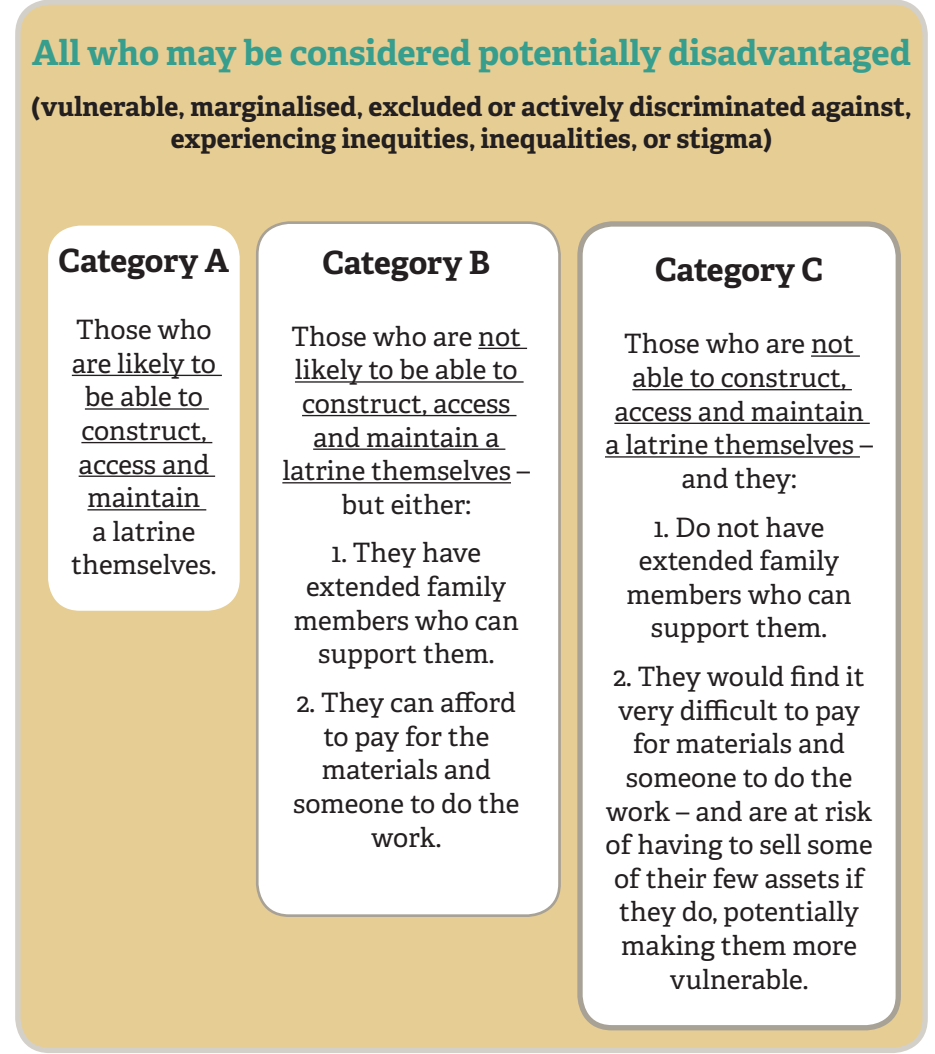 All who may be considered potentially disadvantaged
(vulnerable, marginalised, excluded or actively discriminated against,
experiencing inequities, inequalities, or stigma)
Category A
Those who
are likely to
be able to
construct,
access and
maintain
a latrine
themselves.
Category B
Those who are not
likely to be able to
construct, access
and maintain a
latrine themselves –
but either:
1. They have
extended family
members who can
support them.
2. They can afford
to pay for the
materials and
someone to do the
work.
Category C
Those who are not
able to construct,
access and maintain
a latrine themselves –
and they:
1. Do not have
extended family
members who can
support them.
2. They would find it
very difficult to pay
for materials and
someone to do the
work – and are at risk
of having to sell some
of their few assets if
they do, potentially
making them more
vulnerable.